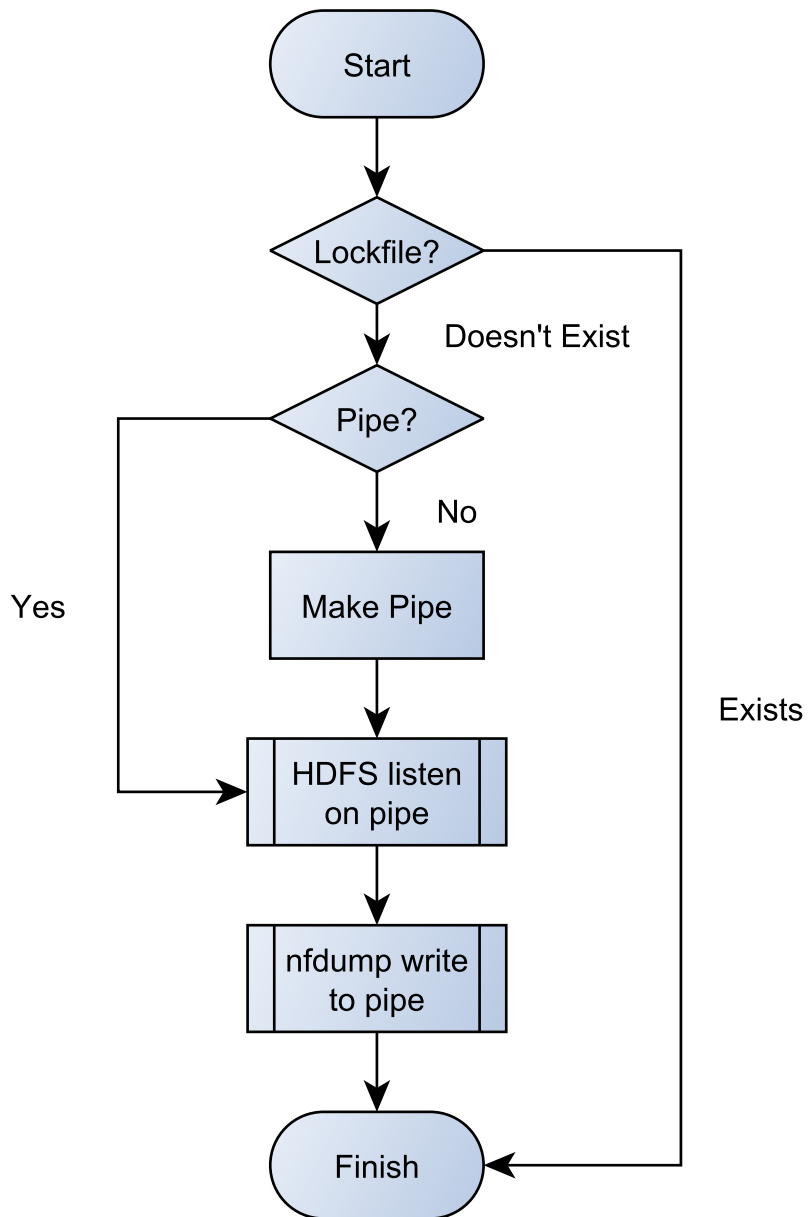 Start
Lockfile?
Doesn't Exist
Pipe?
No
Yes
Make Pipe
Exists
HDFS listen
on pipe
nfdump write
to pipe
Finish